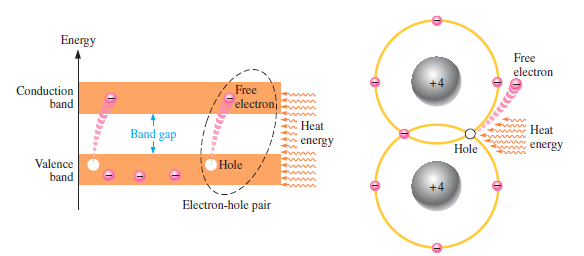 Energy
Conduction
band
Free
electron
Band gap
Heat
energy
Valence
band
Hole
Electron-hole pair
+4
Free
electron
Heat
energy
Hole
+4